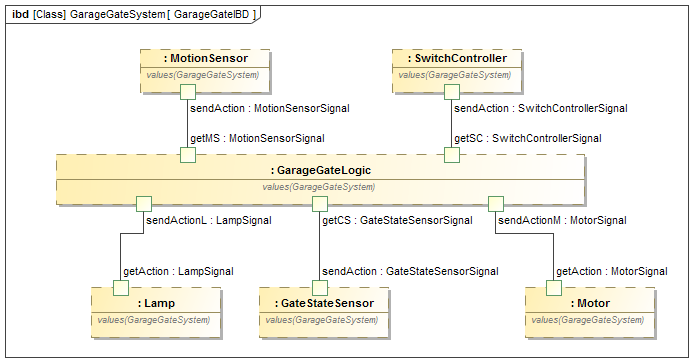 ibd [Class] GarageGateSystem[ GarageGateIBD ]
: MotionSensor
values(GarageGateSystem)
: SwitchController
values(GarageGateSystem)
sendAction : MotionSensorSignal
sendAction : SwitchControllerSignal
getMS : MotionSensorSignal
getSC : SwitchControllerSignal
: GarageGateLogic
values(GarageGateSystem)
sendActionL : LampSignal
getCS : GateStateSensorSignal
sendActionM : MotorSignal
getAction : LampSignal
sendAction : GateStateSensorSignal
getAction : MotorSignal
: Lamp
values(GarageGateSystem)
: GateStateSensor
values(GarageGateSystem)
: Motor
values(GarageGateSystem)